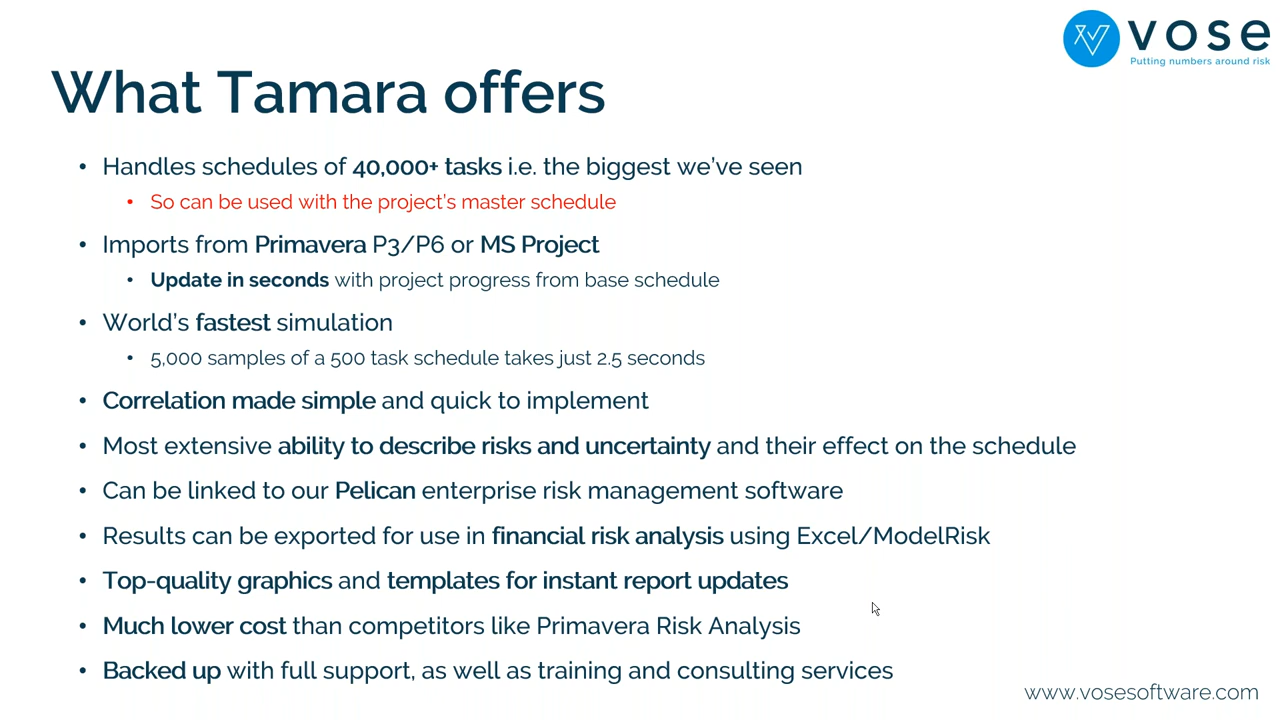 vose
Putting numbers around risk
What Tamara offers
• Handles schedules of 40,000+ tasks i.e. the biggest we've seen
• So can be used with the project's master schedule
• Imports from Primavera P3/P6 or MS Project
• Update in seconds with project progress from base schedule
• World's fastest simulation
• 5,000 samples of a 500 task schedule takes just 2.5 seconds
• Correlation made simple and quick to implement
• Most extensive ability to describe risks and uncertainty and their effect on the schedule
• Can be linked to our Pelican enterprise risk management software
• Results can be exported for use in financial risk analysis using Excel/ModelRisk
• Top-quality graphics and templates for instant report updates
• Much lower cost than competitors like Primavera Risk Analysis
• Backed up with full support, as well as training and consulting services
www.vosesoftware.com